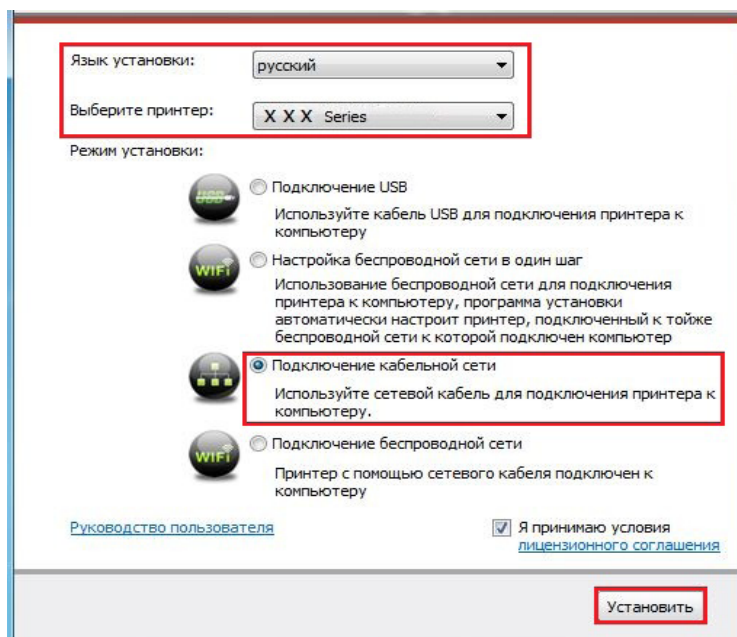 Язык установки: русский
Выберите принтер: X X X Series
Режим установки:
Подключение USB
Используйте кабель USB для подключения принтера к
компьютеру
WiFi
Настройка беспроводной сети в один шаг
Использование беспроводной сети для подключения
принтера к компьютеру, программа установки
автоматически настроит принтер, подключенный к тойже
беспроводной сети к которой подключен компьютер
Подключение кабельной сети
Используйте сетевой кабель для подключения принтера к
компьютеру.
WiFi
Подключение беспроводной сети
Принтер с помощью сетевого кабеля подключен к
компьютеру
Руководство пользователя
Я принимаю условия
лицензионного соглашения
Установить